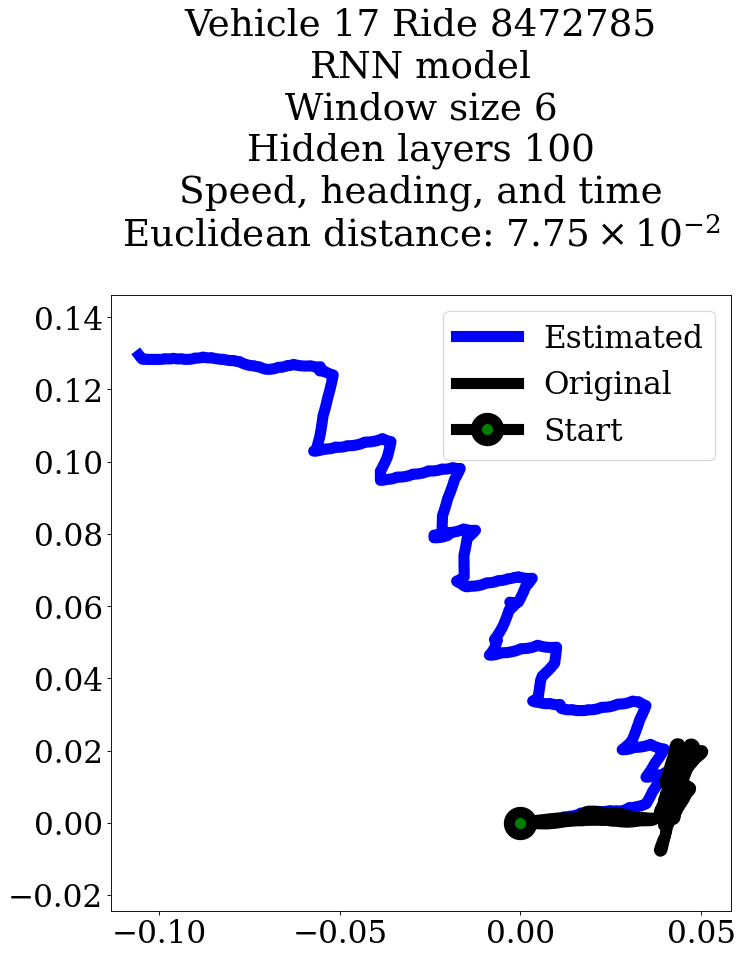 Vehicle 17 Ride 8472785
RNN model
Window size 6
Hidden layers 100
Speed, heading, and time
Euclidean distance: 7.75 × 10⁻²
0.14
0.12
0.10
0.08
0.06
0.04
0.02
0.00
−0.02
Estimated
Original
Start
−0.10 −0.05 0.00 0.05